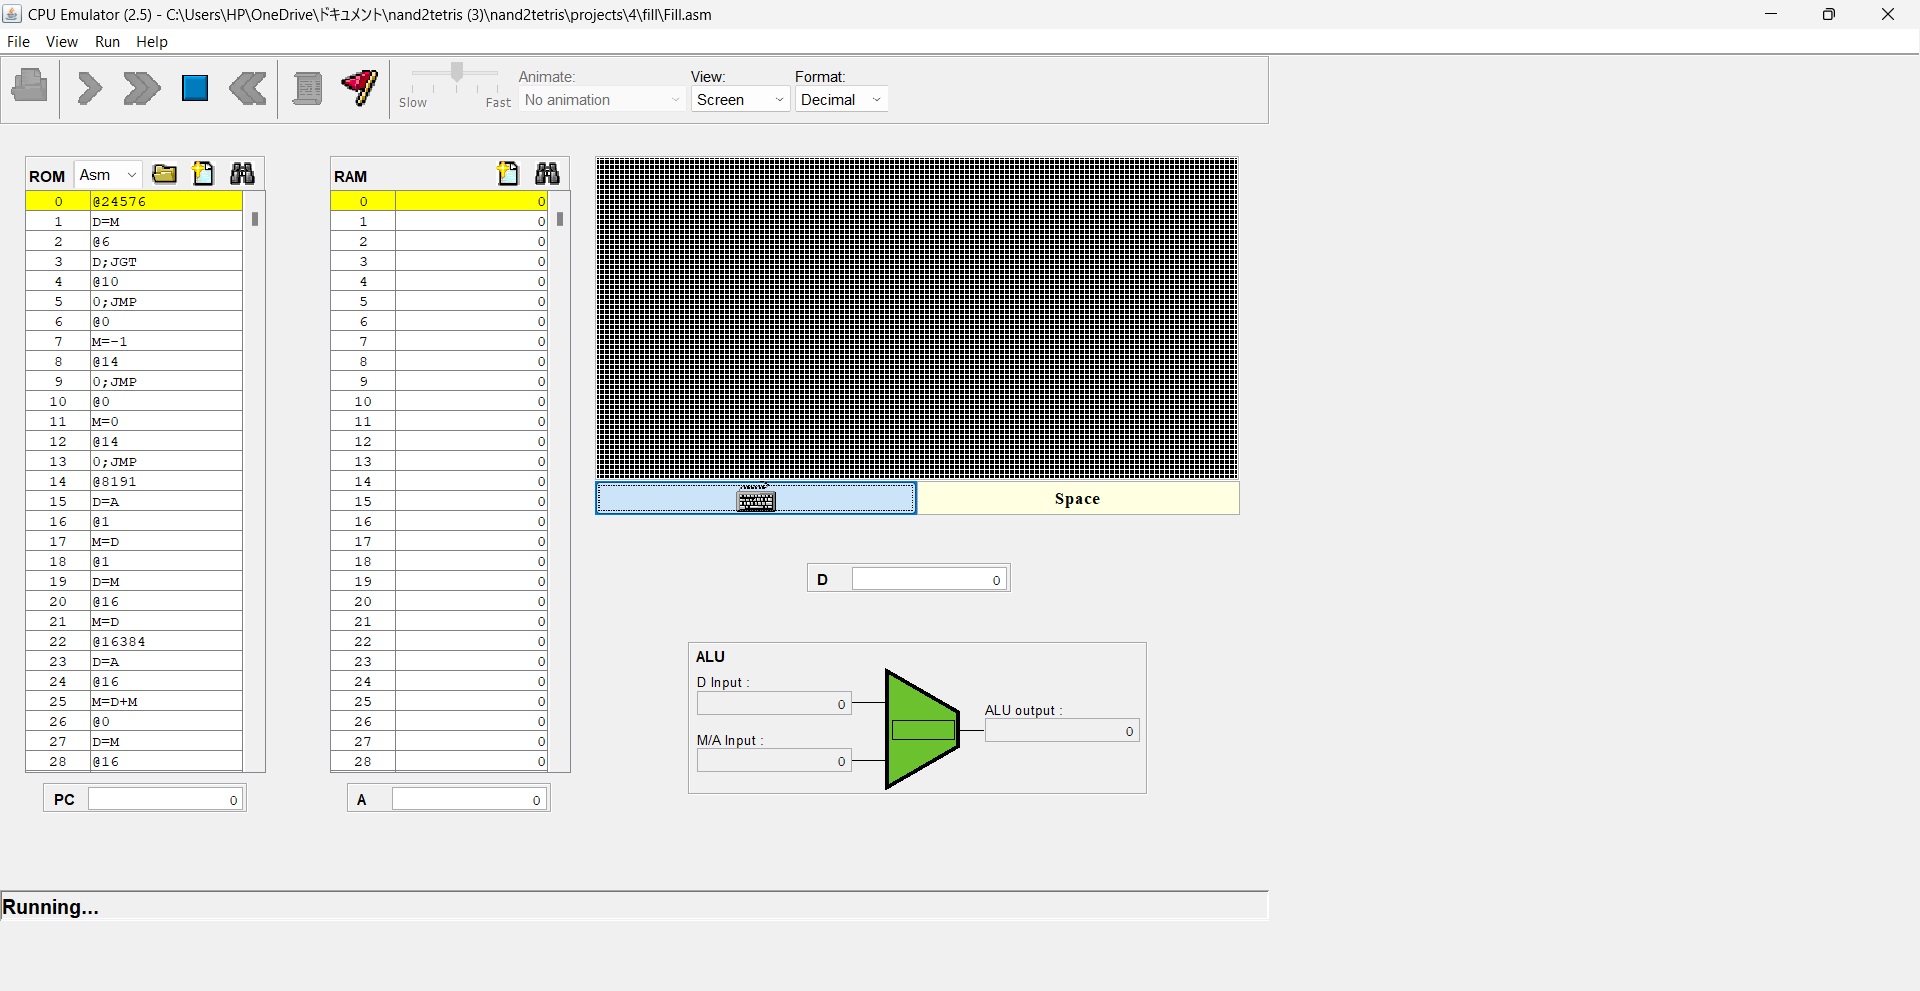 CPU Emulator (2.5) - C:\Users\HP\OneDrive\ドキュメント\nand2tetris (3)\nand2tetris\projects\4\fill\Fill.asm
File View Run Help
Slow Fast
Animate:
No animation
View:
Screen
Format:
Decimal
ROM Asm
0 @24576
1 D=M
2 @6
3 D;JGT
4 @10
5 0;JMP
6 @0
7 M=-1
8 @14
9 0;JMP
10 @0
11 M=0
12 @14
13 0;JMP
14 @8191
15 D=A
16 @1
17 M=D
18 @1
19 D=M
20 @16
21 M=D
22 @16384
23 D=A
24 @16
25 M=D+M
26 @0
27 D=M
28 @16
PC 0
RAM
0 0
1 0
2 0
3 0
4 0
5 0
6 0
7 0
8 0
9 0
10 0
11 0
12 0
13 0
14 0
15 0
16 0
17 0
18 0
19 0
20 0
21 0
22 0
23 0
24 0
25 0
26 0
27 0
28 0
A 0
Space
D 0
ALU
D Input :
0
M/A Input :
0
ALU output :
0
Running...